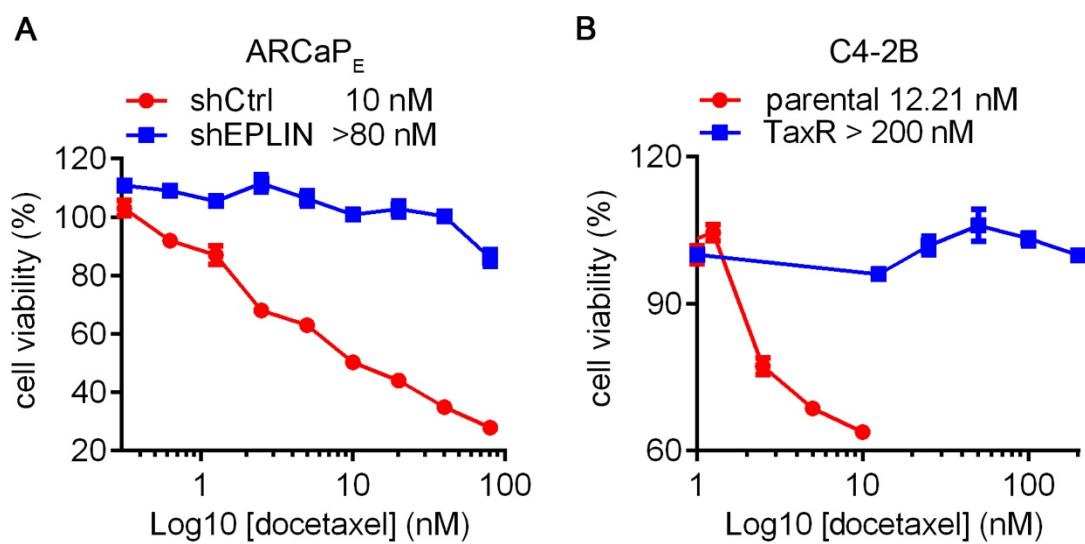 A
ARCaPE
shCtrl 10 nM
shEPLIN >80 nM
120
100
80
60
40
20
cell viability (%)
1 10 100
Log10 [docetaxel] (nM)
B
C4-2B
parental 12.21 nM
TaxR > 200 nM
120
90
60
cell viability (%)
1 10 100
Log10 [docetaxel] (nM)